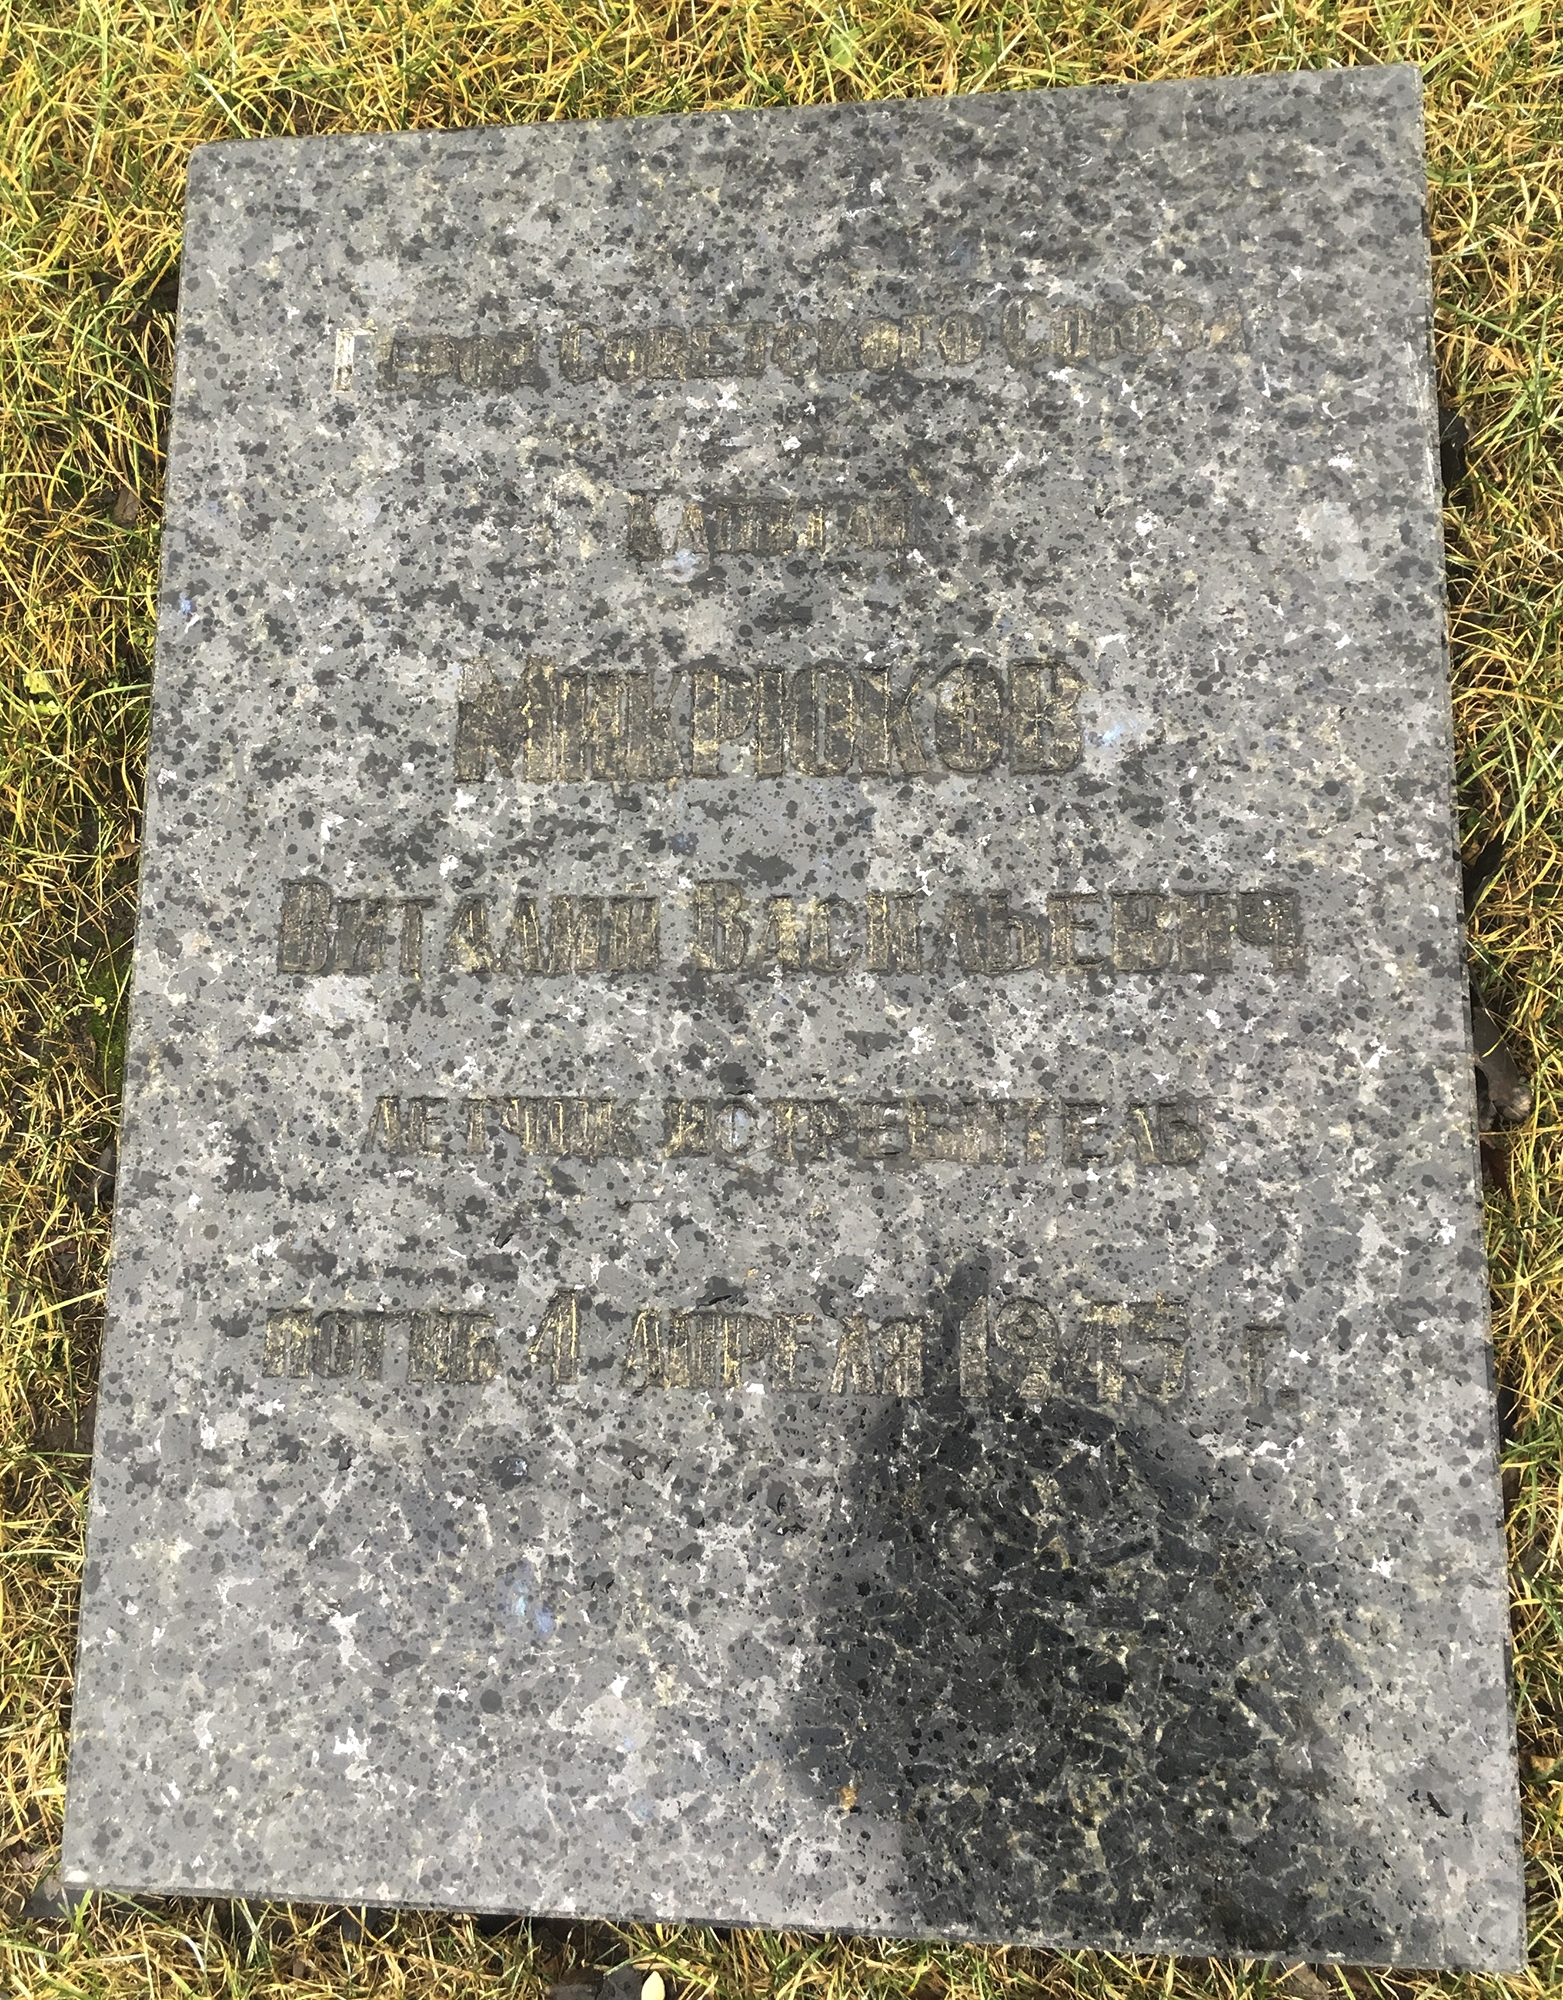 Герой Советского Союза
капитан
Микрюков
Виталий Васильевич
летчик истребитель
погиб 4 апреля 1945 г.